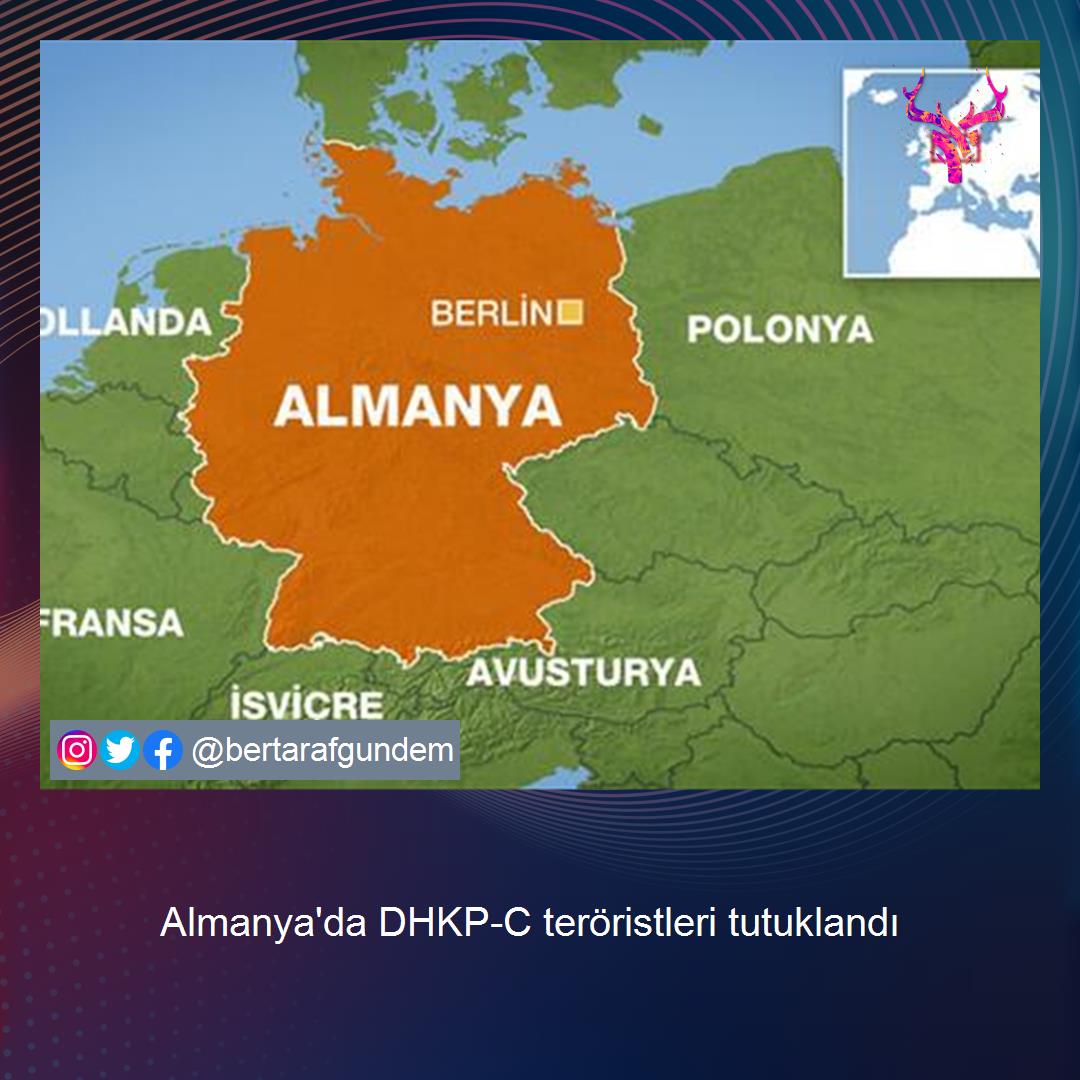 OLLANDA
BERLİN
POLONYA
ALMANYA
FRANSA
AVUSTURYA
İSVİÇRE
@bertarafgundem
Almanya'da DHKP-C teröristleri tutuklandı